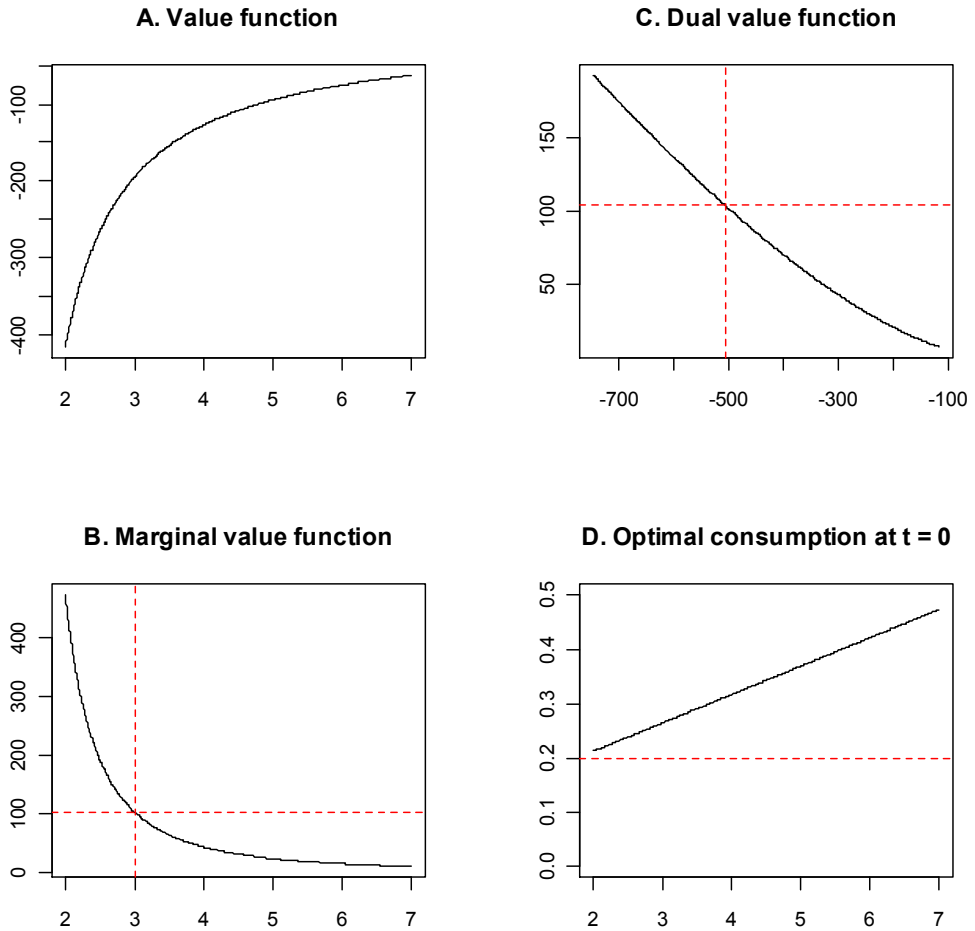 A. Value function
-100
-200
-300
-400
2 3 4 5 6 7
C. Dual value function
150
100
50
-700 -500 -300 -100
B. Marginal value function
400
300
200
100
0
2 3 4 5 6 7
D. Optimal consumption at t = 0
0.5
0.4
0.3
0.2
0.1
0.0
2 3 4 5 6 7